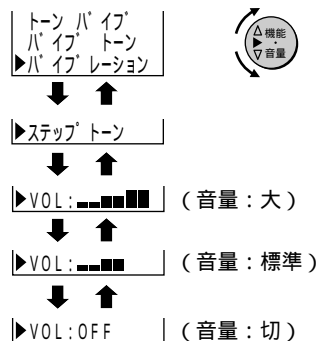 トーン バイブ
バイブ トーン
▶バイブレーション
△機能
▶・
▽音量
▶ステップトーン
▶VOL:▂▃▄▅▆▇ (音量:大)
▶VOL:▂▃▄▅ (音量:標準)
▶VOL:OFF (音量:切)